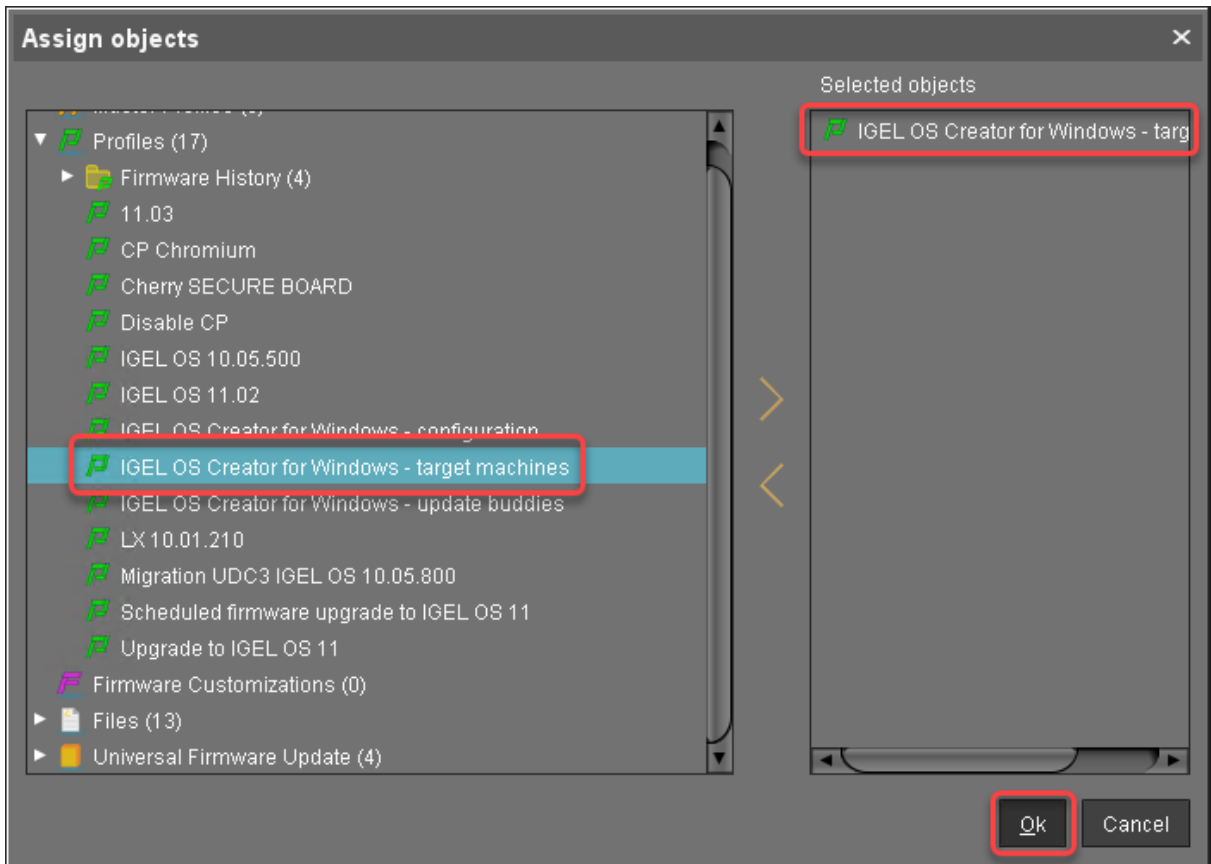 Assign objects
Selected objects
Profiles (17)
Firmware History (4)
11.03
CP Chromium
Cherry SECURE BOARD
Disable CP
IGEL OS 10.05.500
IGEL OS 11.02
IGEL OS Creator for Windows - configuration
IGEL OS Creator for Windows - target machines
IGEL OS Creator for Windows - update buddies
LX 10.01.210
Migration UDC3 IGEL OS 10.05.800
Scheduled firmware upgrade to IGEL OS 11
Upgrade to IGEL OS 11
Firmware Customizations (0)
Files (13)
Universal Firmware Update (4)
IGEL OS Creator for Windows - targ
Ok
Cancel